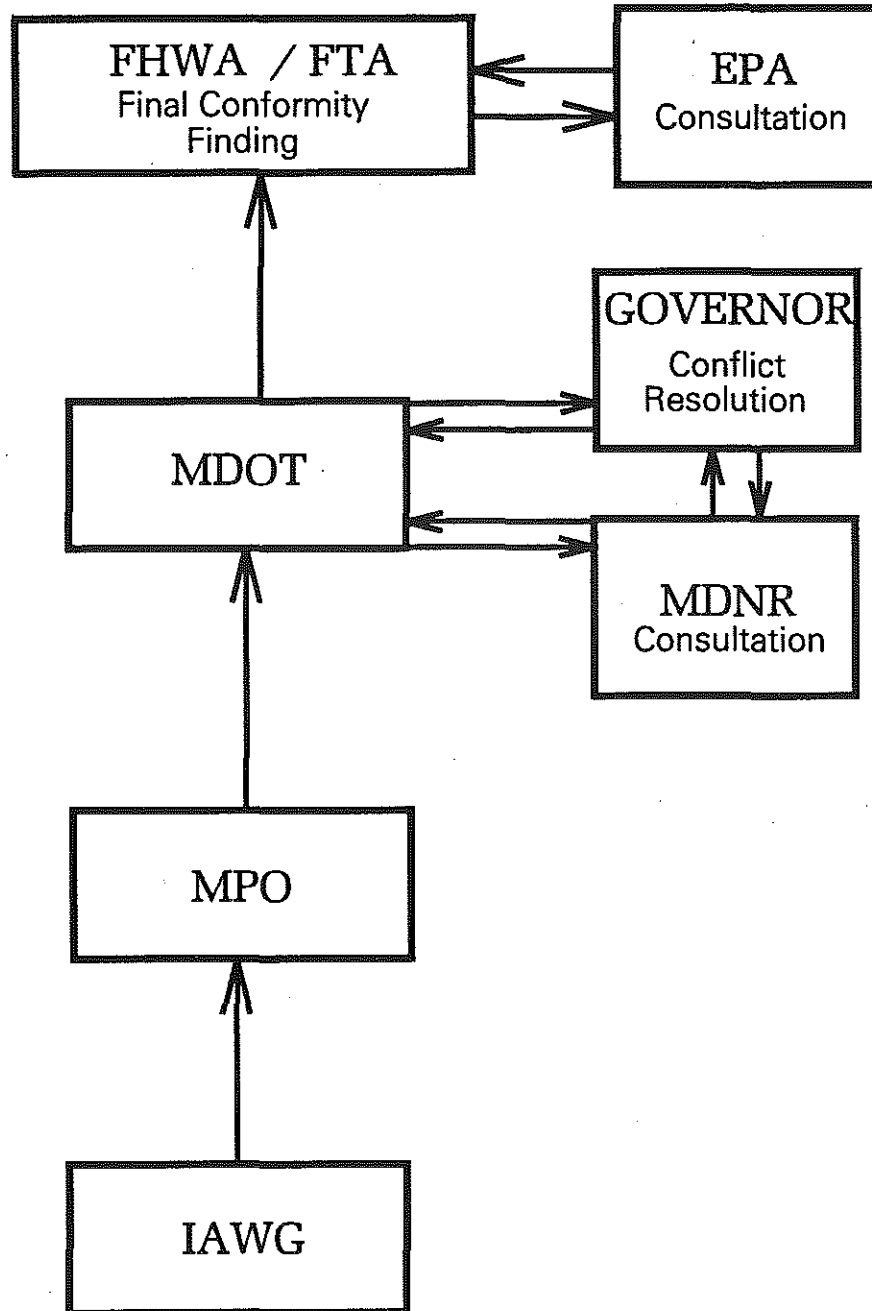 FHWA / FTA
Final Conformity
Finding
EPA
Consultation
GOVERNOR
Conflict
Resolution
MDOT
MDNR
Consultation
MPO
IAWG